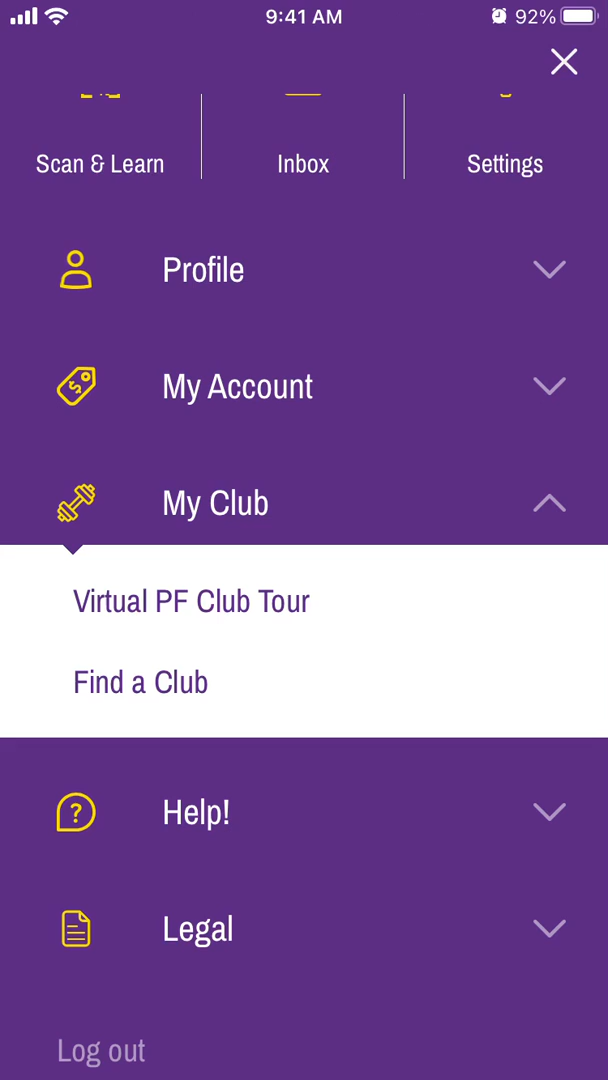 9:41 AM
92%
Scan & Learn
Inbox
Settings
Profile
My Account
My Club
Virtual PF Club Tour
Find a Club
Help!
Legal
Log out